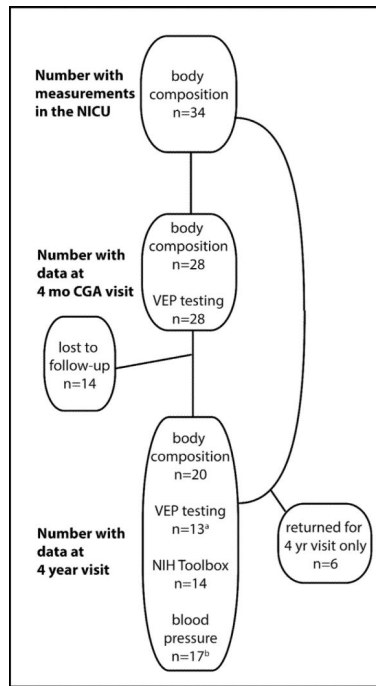 Number with
measurements
in the NICU
body
composition
n=34
Number with
data at
4 mo CGA visit
body
composition
n=28
VEP testing
n=28
lost to
follow-up
n=14
Number with
data at
4 year visit
body
composition
n=20
VEP testing
n=13ᵃ
NIH Toolbox
n=14
blood
pressure
n=17ᵇ
returned for
4 yr visit only
n=6